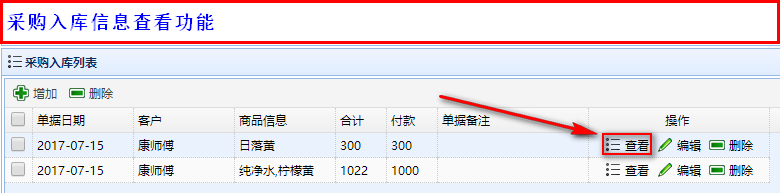 采购入库信息查看功能
采购入库列表
增加 删除
单据日期 客户 商品信息 合计 付款 单据备注 操作
2017-07-15 康师傅 日落黄 300 300 查看 编辑 删除
2017-07-15 康师傅 纯净水,柠檬黄 1022 1000 查看 编辑 删除